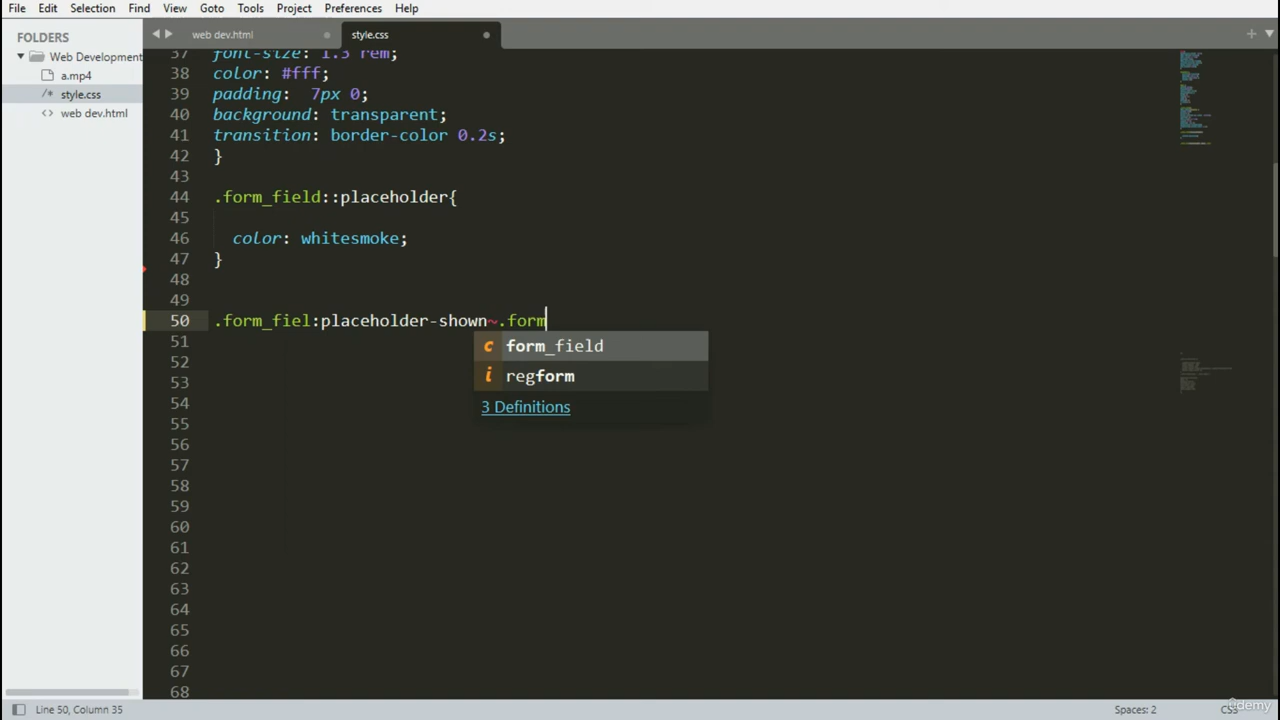 File Edit Selection Find View Goto Tools Project Preferences Help
FOLDERS
Web Development
a.mp4
/* style.css
<> web dev.html
web dev.html
style.css
37 font-size: 1.3 rem;
38 color: #fff;
39 padding: 7px 0;
40 background: transparent;
41 transition: border-color 0.2s;
42 }
43
44 .form_field::placeholder{
45
46 color: whitesmoke;
47 }
48
49
50 .form_fiel:placeholder-shown~.form
51
52
53
54
55
56
57
58
59
60
61
62
63
64
65
66
67
68
c form_field
i regform
3 Definitions
Line 50, Column 35
Spaces: 2
CSS
ûdemy